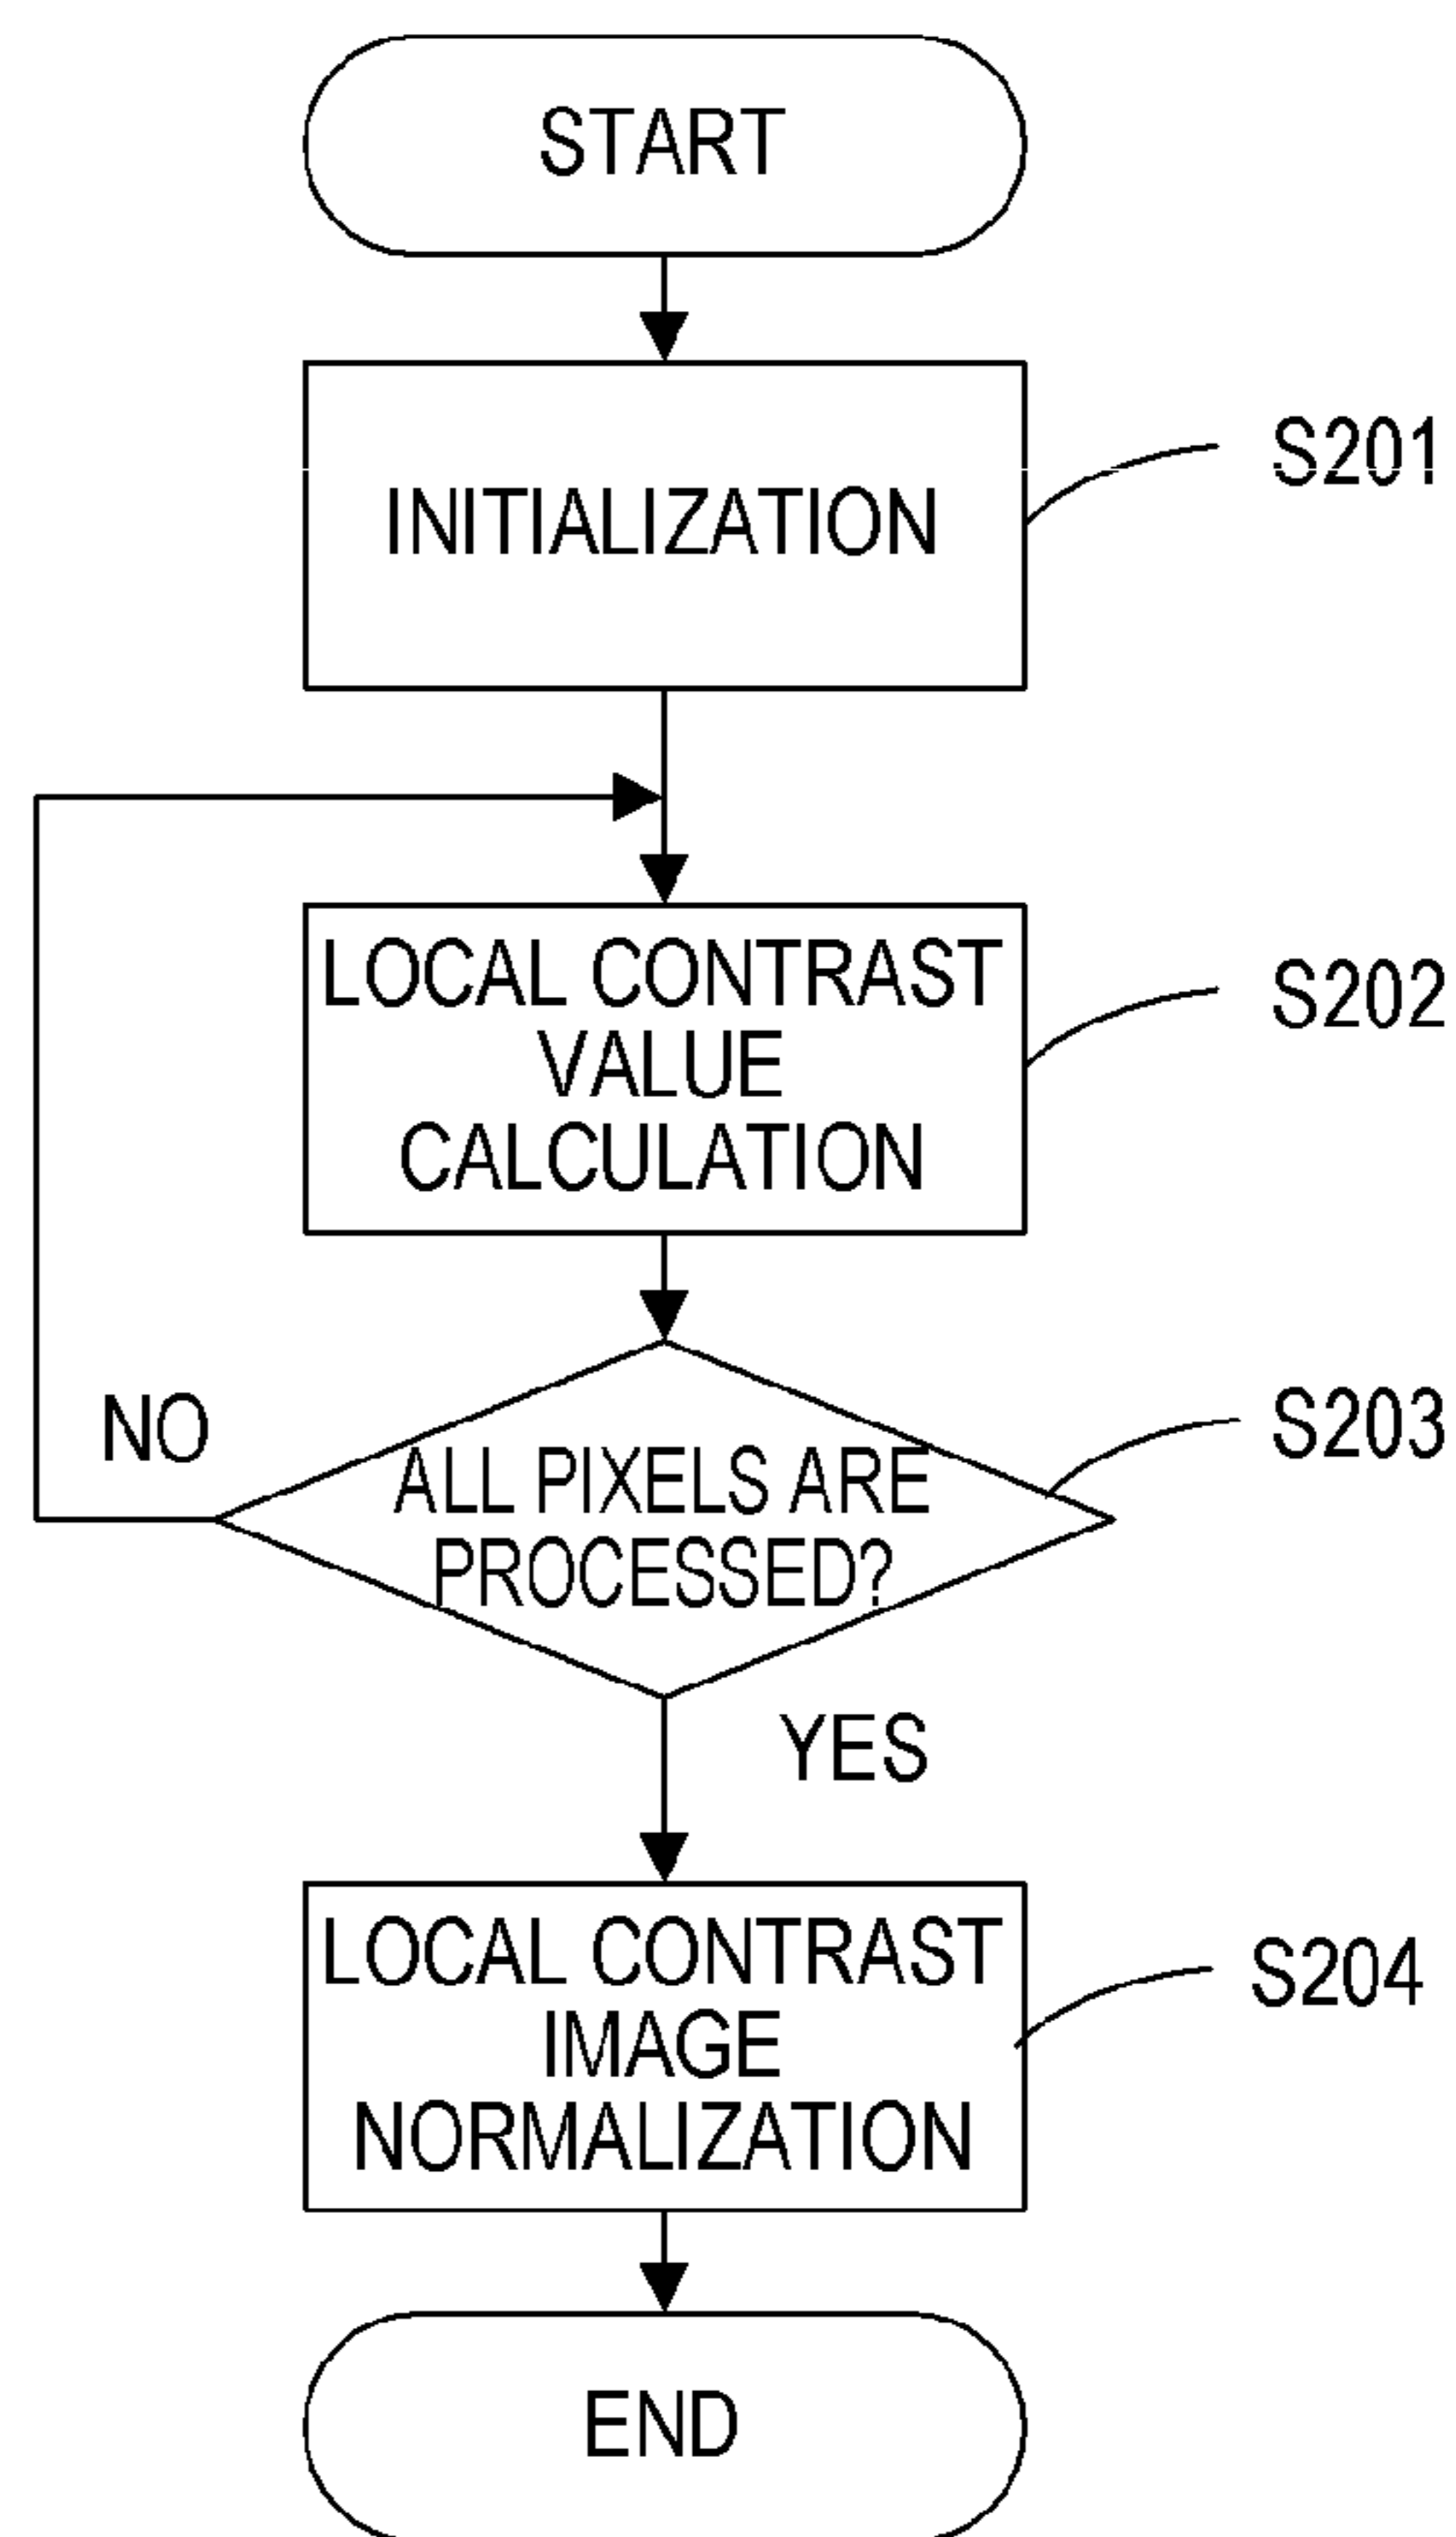 START
INITIALIZATION
S201
LOCAL CONTRAST
VALUE
CALCULATION
S202
NO
ALL PIXELS ARE
PROCESSED?
S203
YES
LOCAL CONTRAST
IMAGE
NORMALIZATION
S204
END